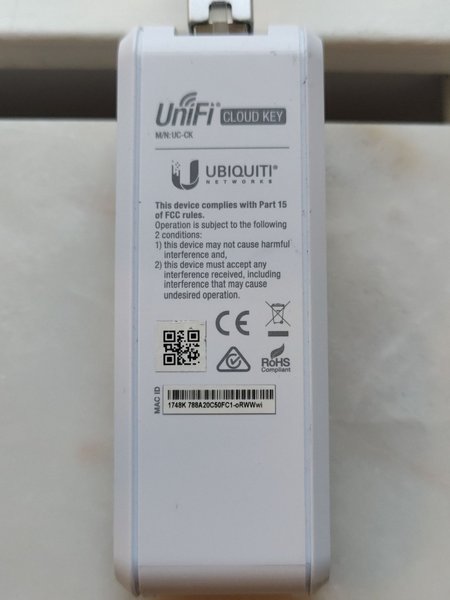 UniFi® CLOUD KEY
M/N:UC-CK
UBIQUITI®
NETWORKS
This device complies with Part 15
of FCC rules.
Operation is subject to the following
2 conditions:
1) this device may not cause harmful
interference and,
2) this device must accept any
interference received, including
interference that may cause
undesired operation.
CE
RoHS
Compliant
MAC ID
1748K 788A20C50FC1-oRWWwi